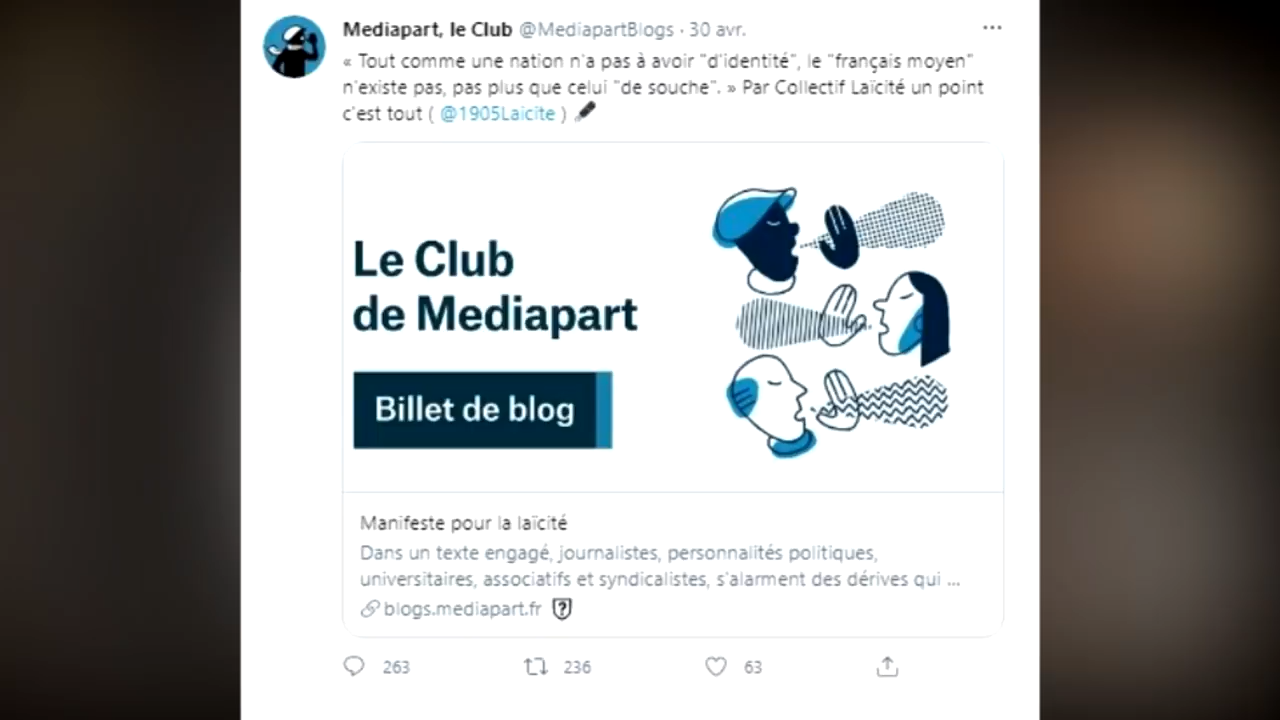 Mediapart, le Club @MediapartBlogs · 30 avr.
« Tout comme une nation n'a pas à avoir "d'identité", le "français moyen"
n'existe pas, pas plus que celui "de souche". » Par Collectif Laïcité un point
c'est tout ( @1905Laicite )
Le Club
de Mediapart
Billet de blog
Manifeste pour la laïcité
Dans un texte engagé, journalistes, personnalités politiques,
universitaires, associatifs et syndicalistes, s'alarment des dérives qui ...
blogs.mediapart.fr
263 236 63